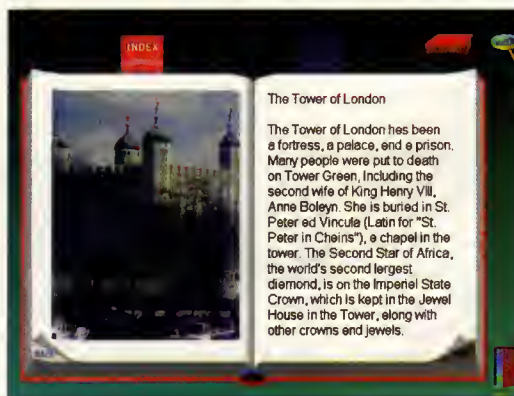 INDEX
The Tower of London
The Tower of London hes been
a fortress, a palace, end e prison.
Many people were put to death
on Tower Green, Including the
second wife of King Henry VIII,
Anne Boleyn. She is buried in St.
Peter ed Vincula (Latin for "St.
Peter in Cheins"), e chapel in the
tower. The Second Star of Africa,
the world's second lergest
diemond, is on the Imperiel State
Crown, which is kept in the Jewel
House in the Tower, elong with
other crowns end jewels.